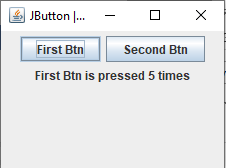 JButton |...
First Btn Second Btn
First Btn is pressed 5 times